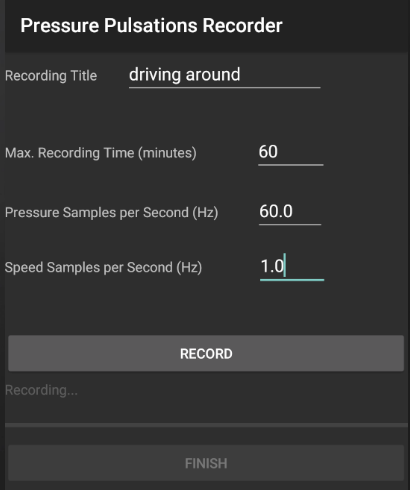 Pressure Pulsations Recorder
Recording Title driving around
Max. Recording Time (minutes) 60
Pressure Samples per Second (Hz) 60.0
Speed Samples per Second (Hz) 1.0
RECORD
Recording...
FINISH